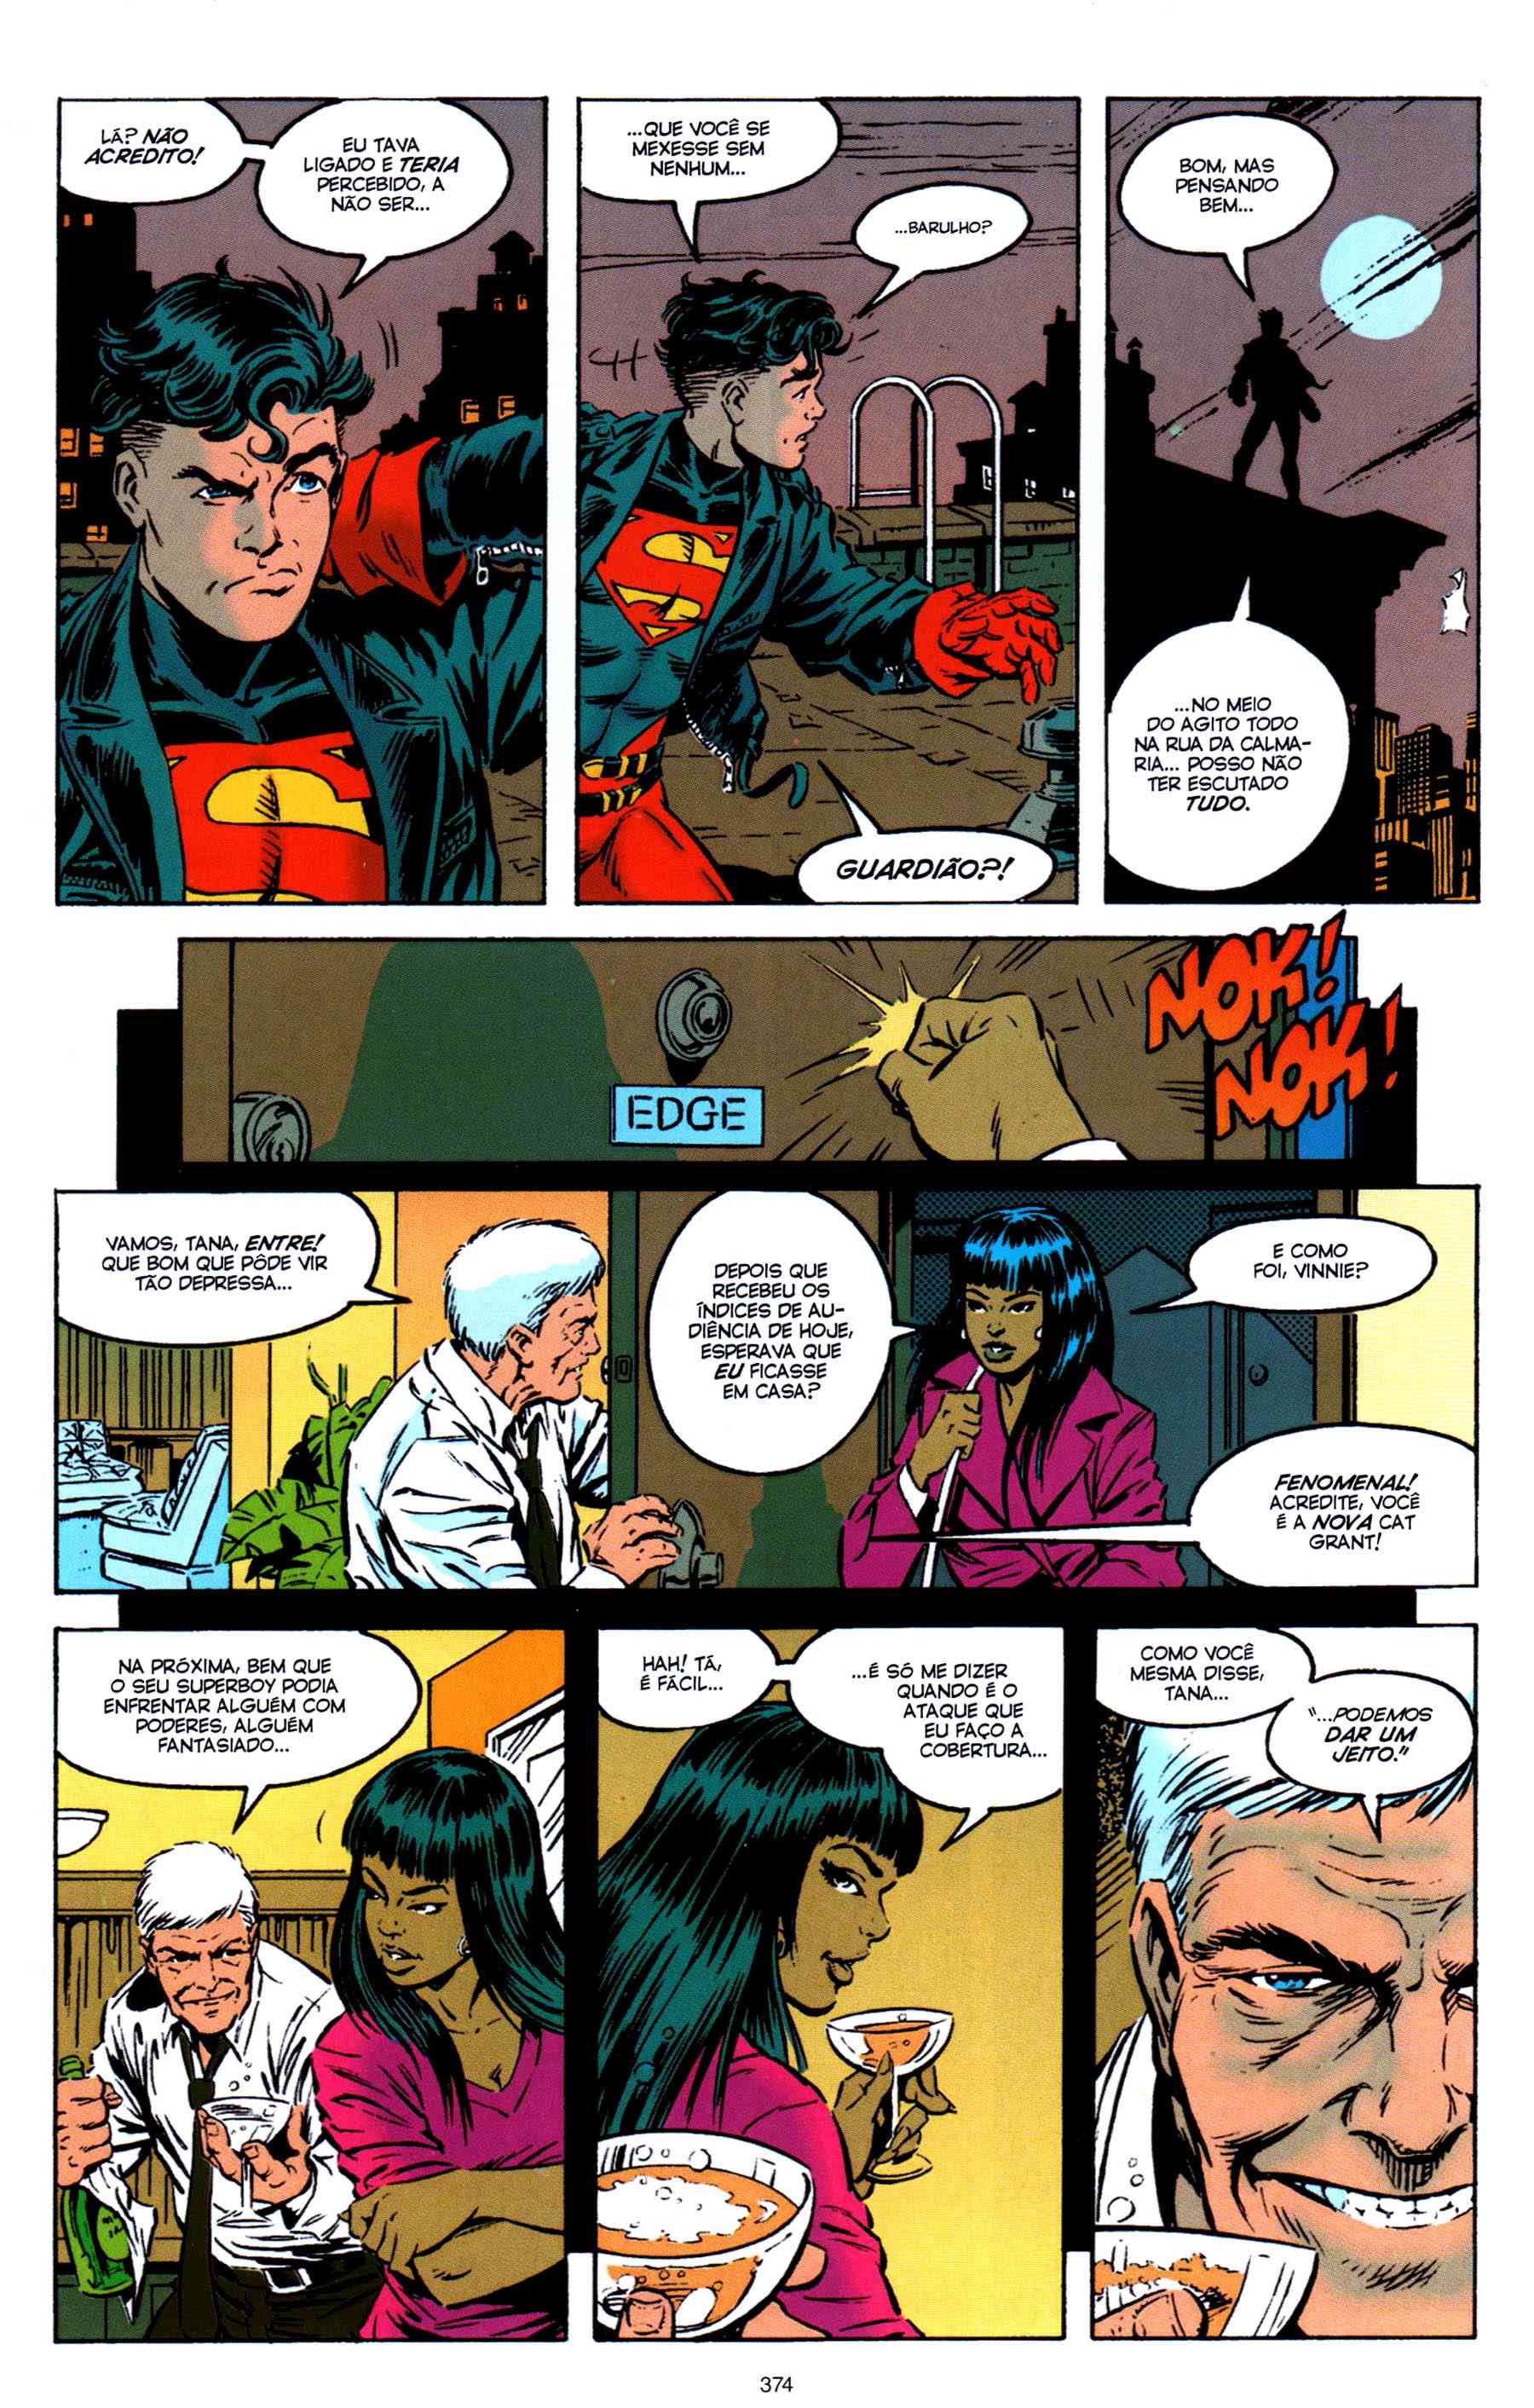 LÁ? NÃO
ACREDITO!
EU TAVA
LIGADO E TERIA
PERCEBIDO, A
NÃO SER...
...QUE VOCÊ SE
MEXESSE SEM
NENHUM...
...BARULHO?
GUARDIÃO?!
BOM, MAS
PENSANDO
BEM...
...NO MEIO
DO AGITO TODO
NA RUA DA CALMA-
RIA... POSSO NÃO
TER ESCUTADO
TUDO.
NOK!
NOK!
EDGE
VAMOS, TANA, ENTRE!
QUE BOM QUE PÔDE VIR
TÃO DEPRESSA...
DEPOIS QUE
RECEBEU OS
ÍNDICES DE AU-
DIÊNCIA DE HOJE,
ESPERAVA QUE
EU FICASSE
EM CASA?
E COMO
FOI, VINNIE?
FENOMENAL!
ACREDITE, VOCÊ
É A NOVA CAT
GRANT!
NA PRÓXIMA, BEM QUE
O SEU SUPERBOY PODIA
ENFRENTAR ALGUÉM COM
PODERES, ALGUÉM
FANTASIADO...
HAH! TÁ,
É FÁCIL...
...É SÓ ME DIZER
QUANDO É O
ATAQUE QUE
EU FAÇO A
COBERTURA...
COMO VOCÊ
MESMA DISSE,
TANA...
"...PODEMOS
DAR UM
JEITO."
374